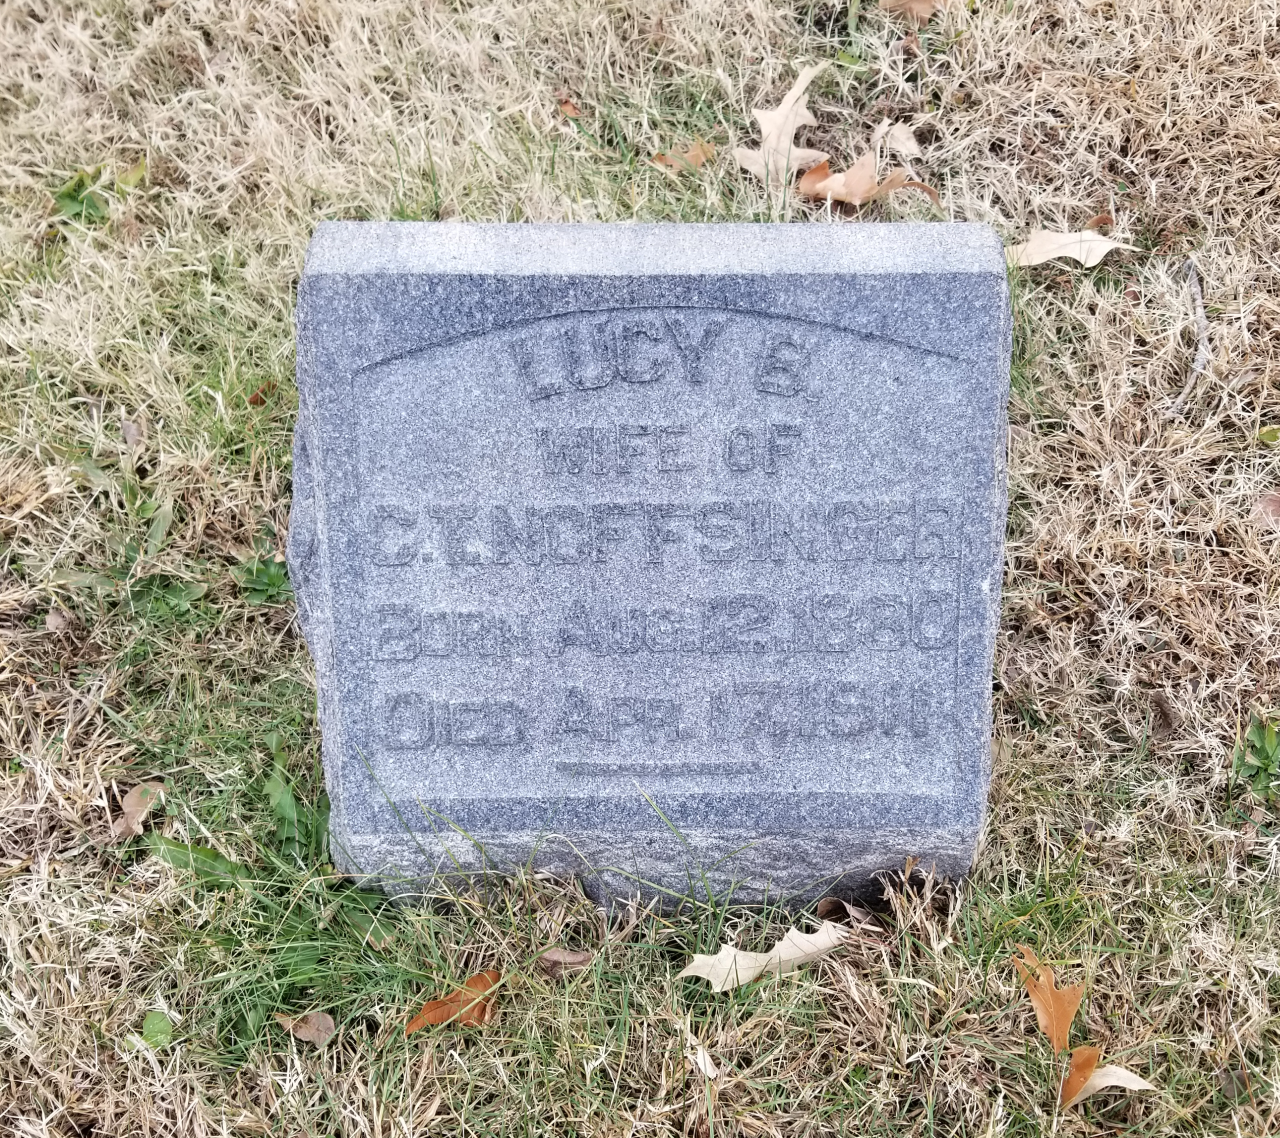 LUCY B.
WIFE OF
C.T. NOFFSINGER
BORN AUG. 12. 1880
DIED APR. 17. 1911